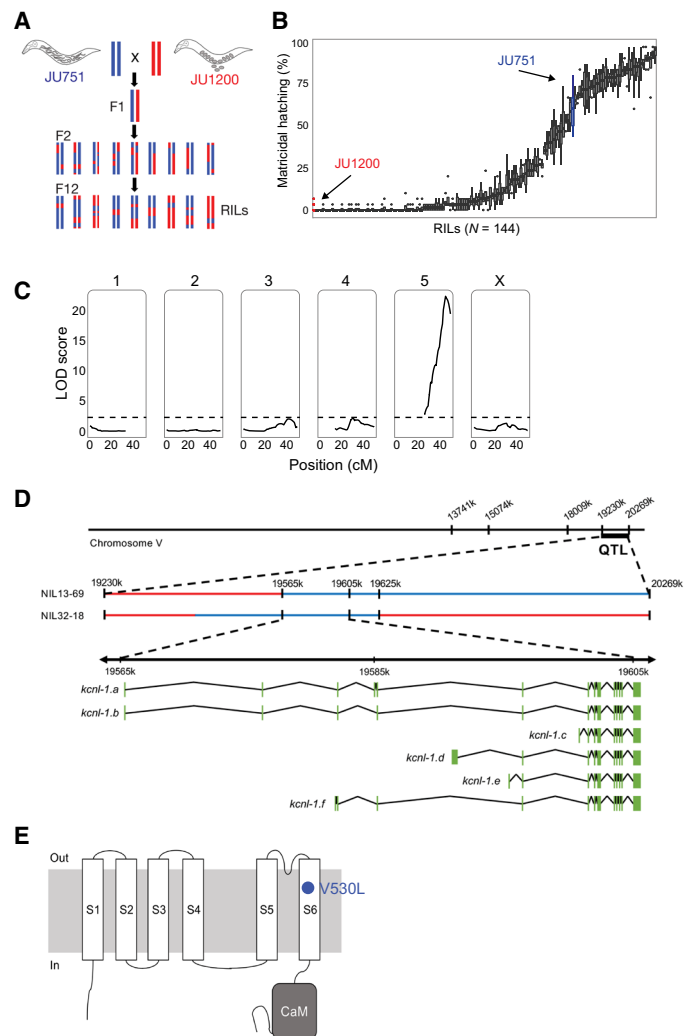 A
JU751
X
JU1200
F1
F2
F12
RILs
B
Matricidal hatching (%)
100
75
50
25
0
JU751
JU1200
RILs (N = 144)
C
1 2 3 4 5 X
LOD score
20
15
10
5
0
0 20 40 0 20 40 0 20 40 0 20 40 0 20 40 0 20 40
Position (cM)
D
13741k 15074k 18009k 19230k 20269k
Chromosome V
QTL
19230k 19565k 19605k 19625k 20269k
NIL13-69
NIL32-18
19565k 19585k 19605k
kcnl-1.a
kcnl-1.b
kcnl-1.c
kcnl-1.d
kcnl-1.e
kcnl-1.f
E
Out
V530L
S1 S2 S3 S4 S5 S6
In
CaM